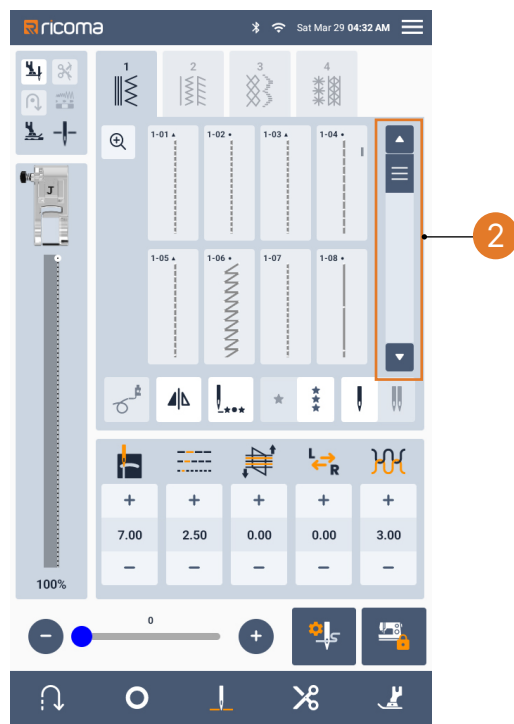 ricoma
Sat Mar 29 04:32 AM
1 2 3 4
1-01 ▴ 1-02 • 1-03 ▴ 1-04 •
J
2
1-05 ▴ 1-06 • 1-07 1-08 •
L R
+ + + + +
7.00 2.50 0.00 0.00 3.00
− − − − −
100%
0
− +